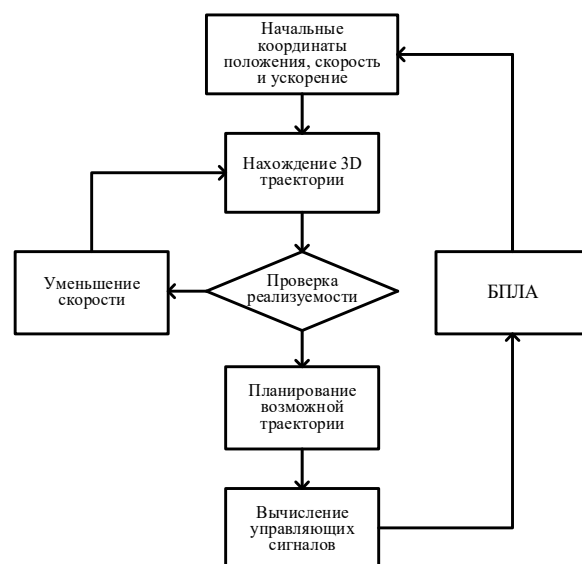 Начальные
координаты
положения, скорость
и ускорение
Нахождение 3D
траектории
Уменьшение
скорости
Проверка
реализуемости
БПЛА
Планирование
возможной
траектории
Вычисление
управляющих
сигналов